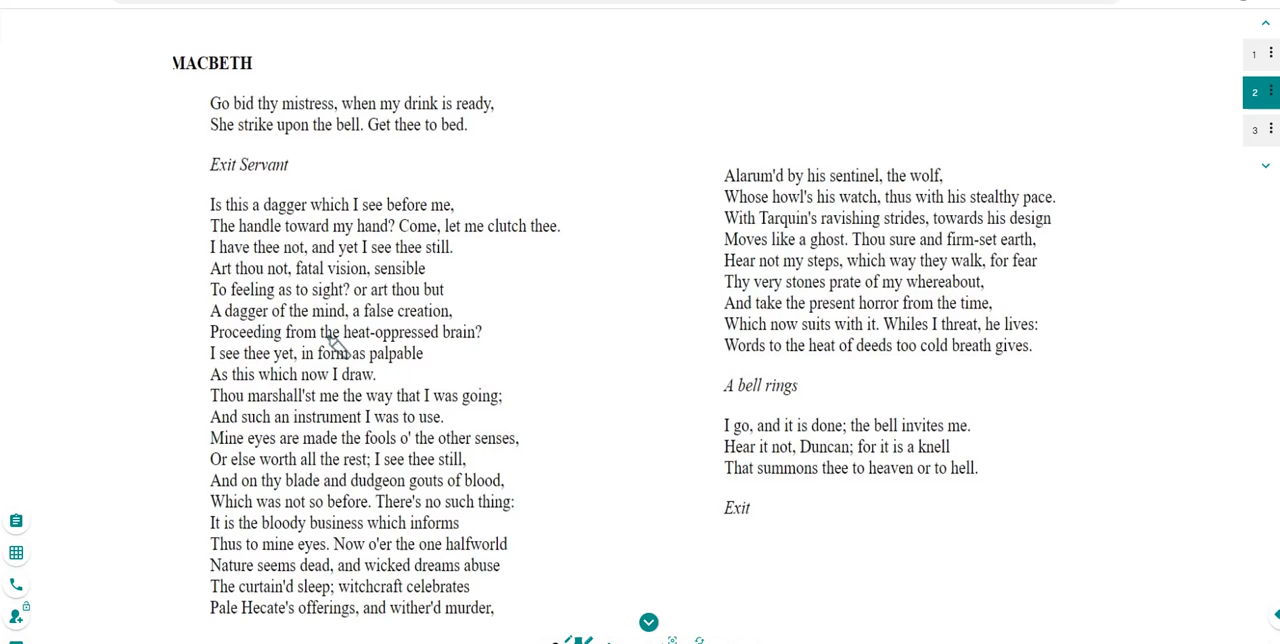 MACBETH
Go bid thy mistress, when my drink is ready,
She strike upon the bell. Get thee to bed.
Exit Servant
Is this a dagger which I see before me,
The handle toward my hand? Come, let me clutch thee.
I have thee not, and yet I see thee still.
Art thou not, fatal vision, sensible
To feeling as to sight? or art thou but
A dagger of the mind, a false creation,
Proceeding from the heat-oppressed brain?
I see thee yet, in form as palpable
As this which now I draw.
Thou marshall'st me the way that I was going;
And such an instrument I was to use.
Mine eyes are made the fools o' the other senses,
Or else worth all the rest; I see thee still,
And on thy blade and dudgeon gouts of blood,
Which was not so before. There's no such thing:
It is the bloody business which informs
Thus to mine eyes. Now o'er the one halfworld
Nature seems dead, and wicked dreams abuse
The curtain'd sleep; witchcraft celebrates
Pale Hecate's offerings, and wither'd murder,
Alarum'd by his sentinel, the wolf,
Whose howl's his watch, thus with his stealthy pace.
With Tarquin's ravishing strides, towards his design
Moves like a ghost. Thou sure and firm-set earth,
Hear not my steps, which way they walk, for fear
Thy very stones prate of my whereabout,
And take the present horror from the time,
Which now suits with it. Whiles I threat, he lives:
Words to the heat of deeds too cold breath gives.
A bell rings
I go, and it is done; the bell invites me.
Hear it not, Duncan; for it is a knell
That summons thee to heaven or to hell.
Exit
1
2
3